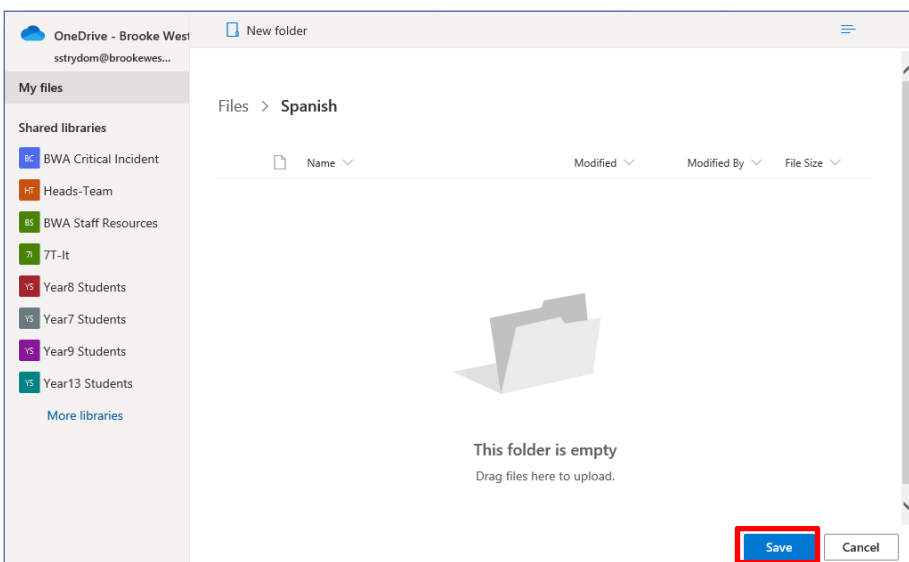 OneDrive - Brooke West
sstrydom@brookewes...
My files
Shared libraries
BC BWA Critical Incident
HT Heads-Team
BS BWA Staff Resources
7I 7T-It
YS Year8 Students
YS Year7 Students
YS Year9 Students
YS Year13 Students
More libraries
New folder
Files > Spanish
Name Modified Modified By File Size
This folder is empty
Drag files here to upload.
Save Cancel